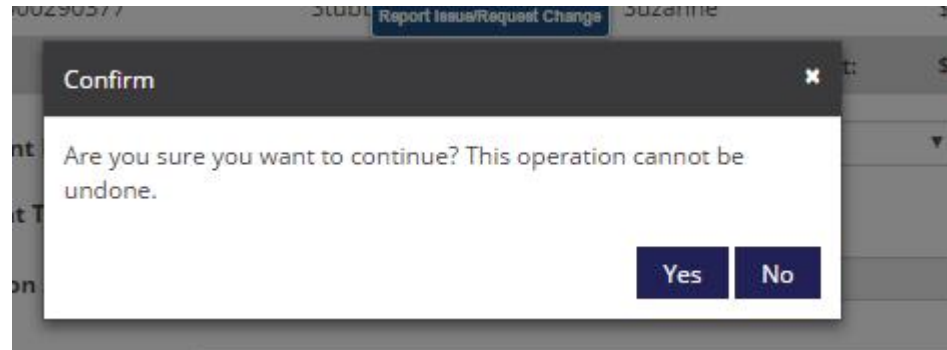 Report Issue/Request Change
Suzanne
Confirm
Are you sure you want to continue? This operation cannot be
undone.
Yes No